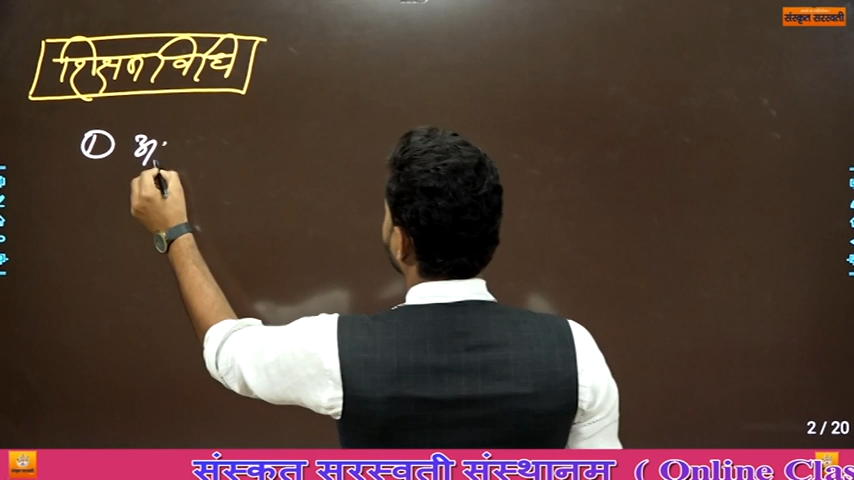 संस्कृत सरस्वती
शिक्षण विधि
①
2 / 20
संस्कृत सरस्वती संस्थानम् ( Online Clas